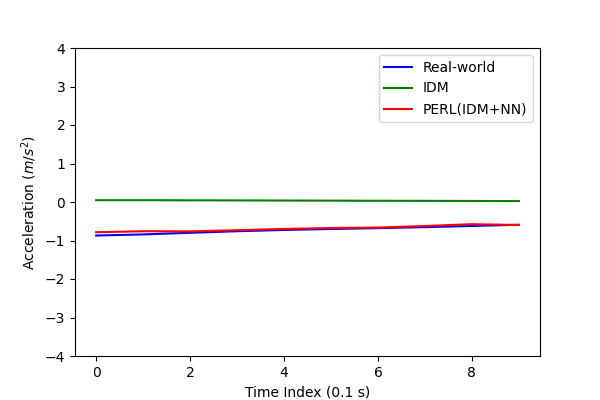 Real-world
IDM
PERL(IDM+NN)
4
3
2
1
0
−1
−2
−3
−4
Acceleration (m/s²)
0 2 4 6 8
Time Index (0.1 s)